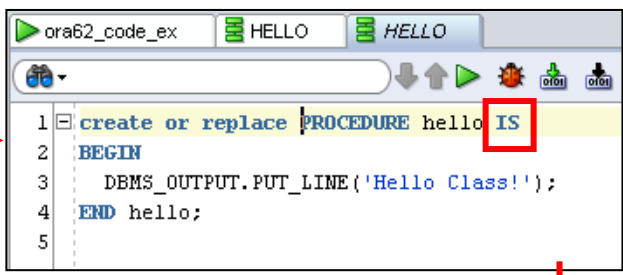 ora62_code_ex HELLO HELLO
1 create or replace PROCEDURE hello IS
2 BEGIN
3 DBMS_OUTPUT.PUT_LINE('Hello Class!');
4 END hello;
5